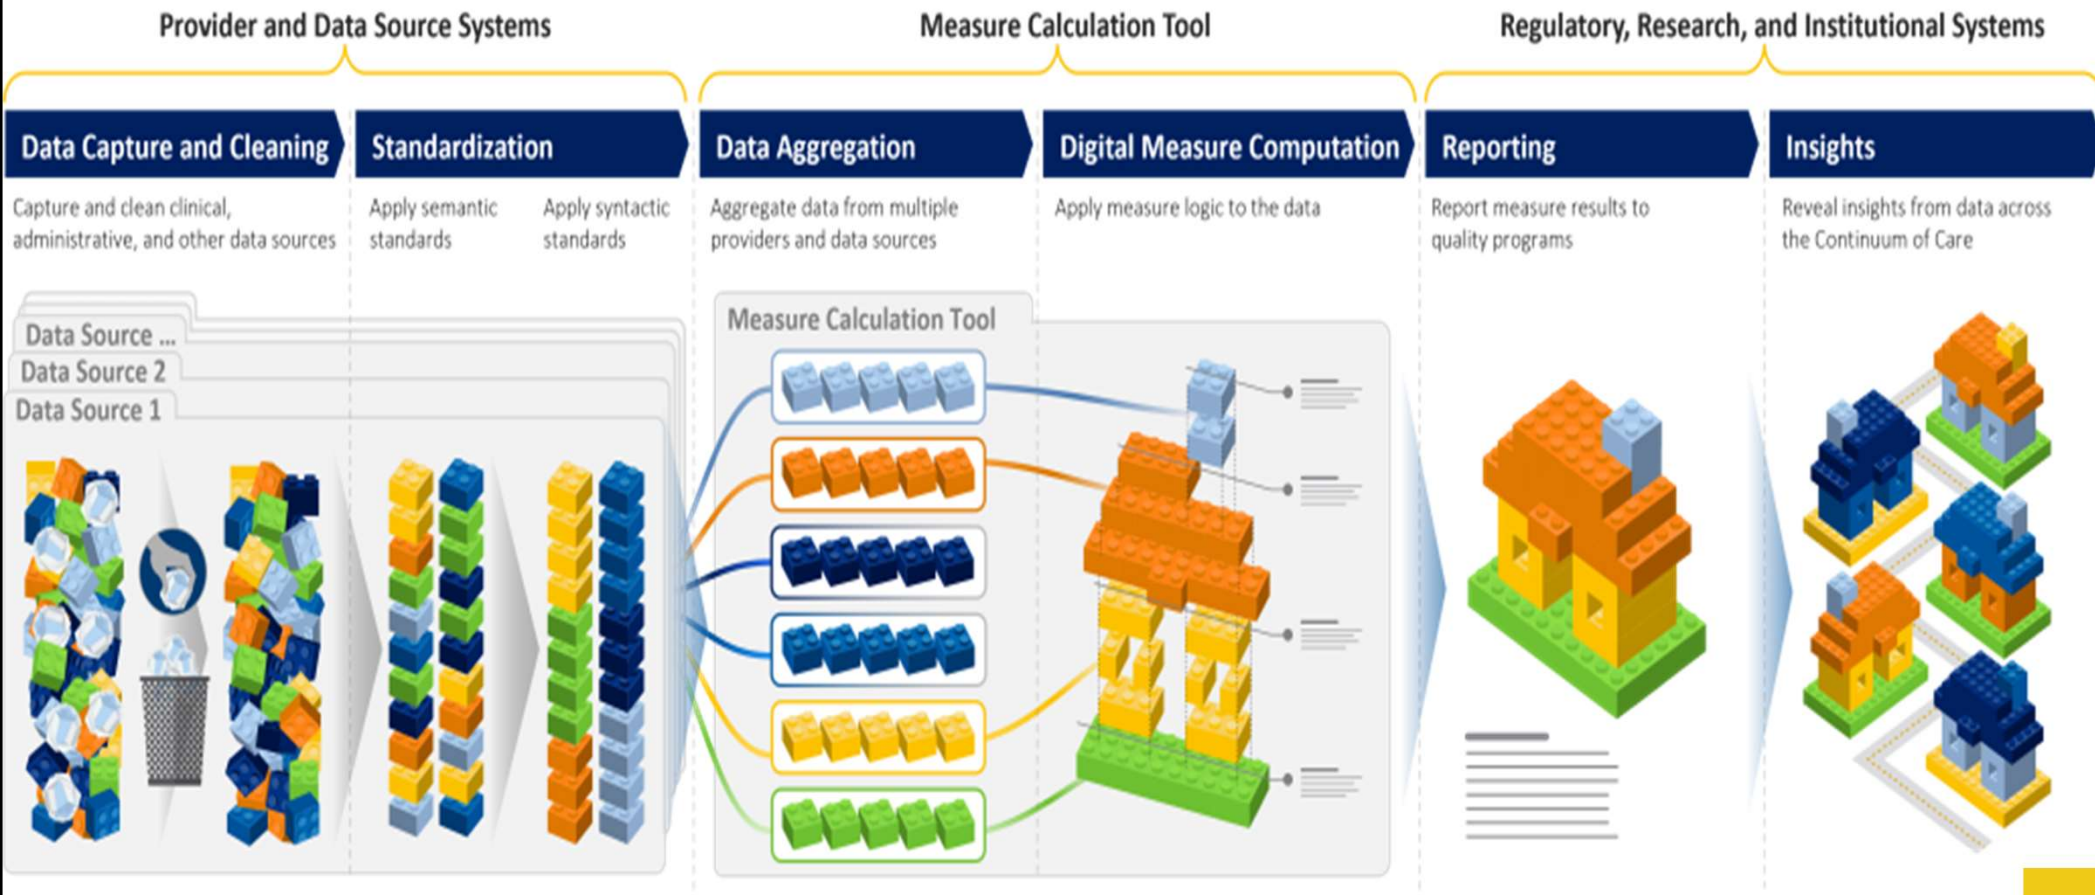 Provider and Data Source Systems
Measure Calculation Tool
Regulatory, Research, and Institutional Systems
Data Capture and Cleaning
Standardization
Data Aggregation
Digital Measure Computation
Reporting
Insights
Capture and clean clinical,
administrative, and other data sources
Apply semantic
standards
Apply syntactic
standards
Aggregate data from multiple
providers and data sources
Apply measure logic to the data
Report measure results to
quality programs
Reveal insights from data across
the Continuum of Care
Data Source ...
Data Source 2
Data Source 1
Measure Calculation Tool